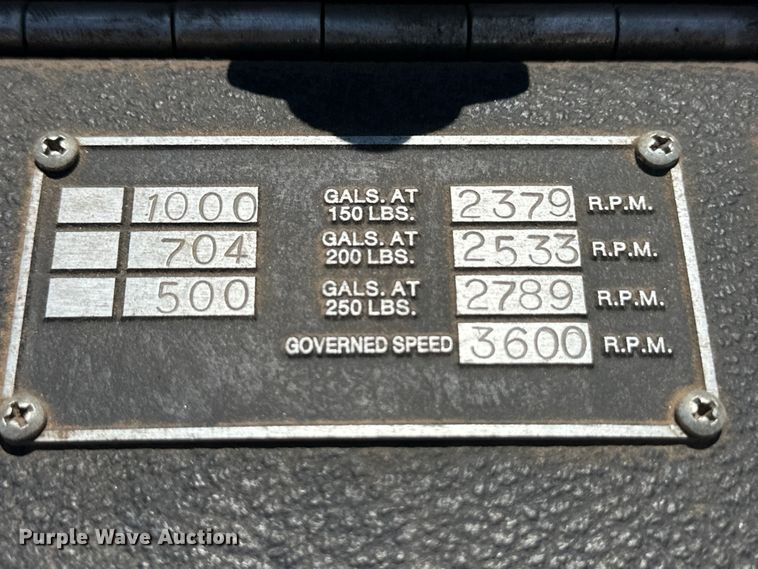 1000 GALS. AT 150 LBS. 2379 R.P.M.
704 GALS. AT 200 LBS. 2533 R.P.M.
500 GALS. AT 250 LBS. 2789 R.P.M.
GOVERNED SPEED 3600 R.P.M.
Purple Wave Auction